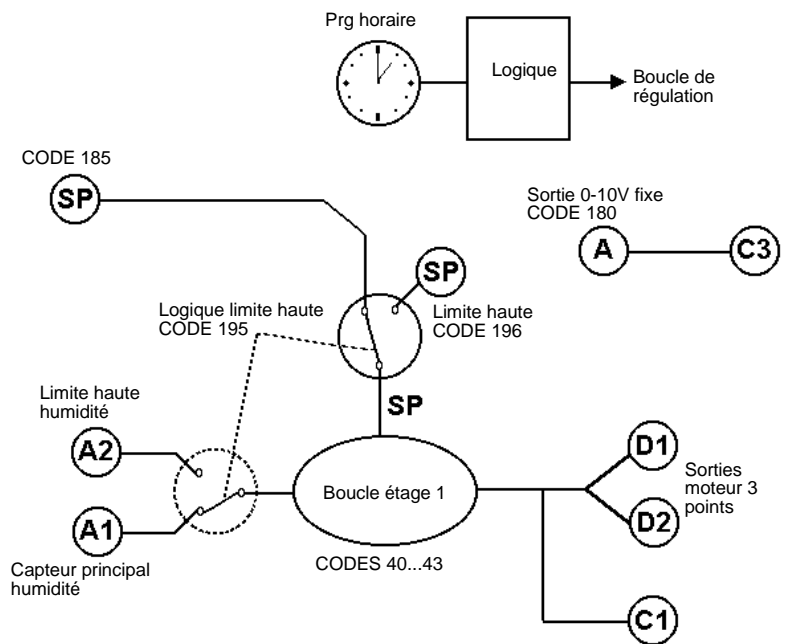 Prg horaire
Logique
Boucle de
régulation
CODE 185
SP
Sortie 0-10V fixe
CODE 180
A
C3
SP
Logique limite haute
CODE 195
Limite haute
CODE 196
SP
Limite haute
humidité
A2
Boucle étage 1
D1
Sorties
moteur 3
points
D2
A1
Capteur principal
humidité
CODES 40...43
C1